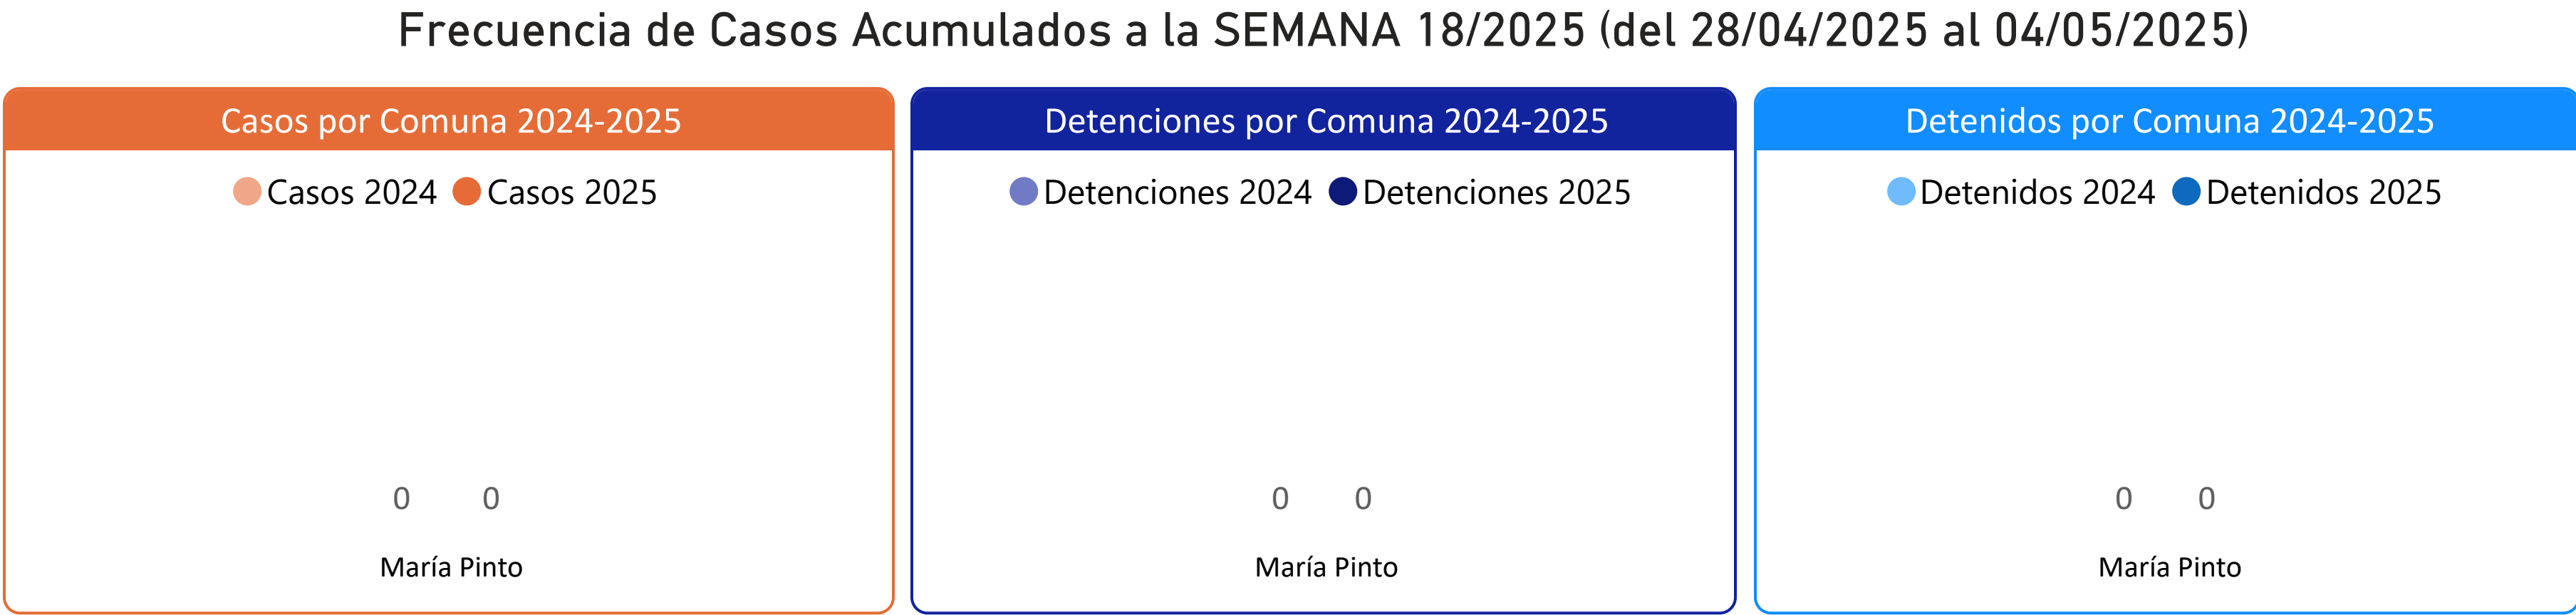 Frecuencia de Casos Acumulados a la SEMANA 18/2025 (del 28/04/2025 al 04/05/2025)
Casos por Comuna 2024-2025
Casos 2024 Casos 2025
0 0
María Pinto
Detenciones por Comuna 2024-2025
Detenciones 2024 Detenciones 2025
0 0
María Pinto
Detenidos por Comuna 2024-2025
Detenidos 2024 Detenidos 2025
0 0
María Pinto